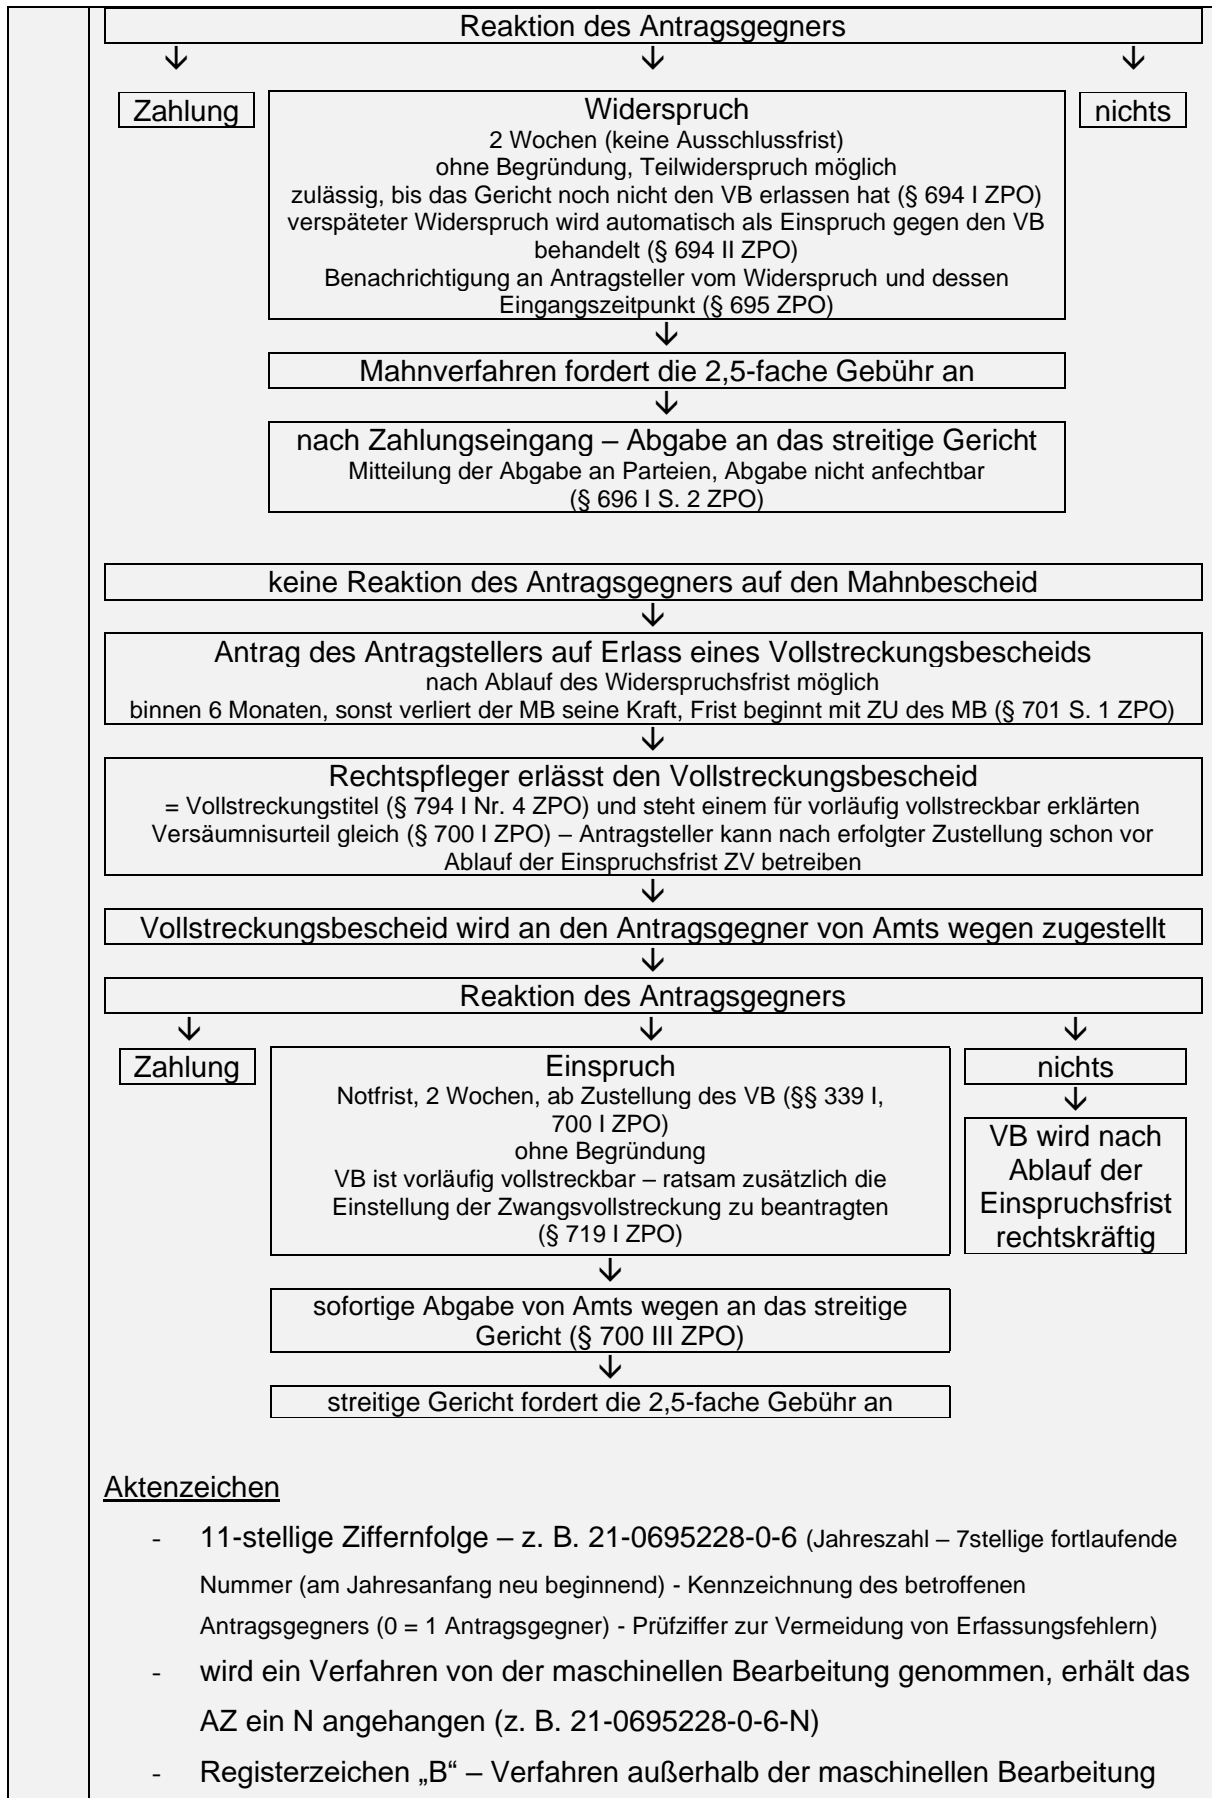 Reaktion des Antragsgegners
↓ ↓ ↓
Zahlung
Widerspruch
2 Wochen (keine Ausschlussfrist)
ohne Begründung, Teilwiderspruch möglich
zulässig, bis das Gericht noch nicht den VB erlassen hat (§ 694 I ZPO)
verspäteter Widerspruch wird automatisch als Einspruch gegen den VB
behandelt (§ 694 II ZPO)
Benachrichtigung an Antragsteller vom Widerspruch und dessen
Eingangszeitpunkt (§ 695 ZPO)
nichts
↓
Mahnverfahren fordert die 2,5-fache Gebühr an
↓
nach Zahlungseingang – Abgabe an das streitige Gericht
Mitteilung der Abgabe an Parteien, Abgabe nicht anfechtbar
(§ 696 I S. 2 ZPO)
keine Reaktion des Antragsgegners auf den Mahnbescheid
↓
Antrag des Antragstellers auf Erlass eines Vollstreckungsbescheids
nach Ablauf des Widerspruchsfrist möglich
binnen 6 Monaten, sonst verliert der MB seine Kraft, Frist beginnt mit ZU des MB (§ 701 S. 1 ZPO)
↓
Rechtspfleger erlässt den Vollstreckungsbescheid
= Vollstreckungstitel (§ 794 I Nr. 4 ZPO) und steht einem für vorläufig vollstreckbar erklärten
Versäumnisurteil gleich (§ 700 I ZPO) – Antragsteller kann nach erfolgter Zustellung schon vor
Ablauf der Einspruchsfrist ZV betreiben
↓
Vollstreckungsbescheid wird an den Antragsgegner von Amts wegen zugestellt
↓
Reaktion des Antragsgegners
↓ ↓ ↓
Zahlung
Einspruch
Notfrist, 2 Wochen, ab Zustellung des VB (§§ 339 I,
700 I ZPO)
ohne Begründung
VB ist vorläufig vollstreckbar – ratsam zusätzlich die
Einstellung der Zwangsvollstreckung zu beantragten
(§ 719 I ZPO)
nichts
↓
VB wird nach
Ablauf der
Einspruchsfrist
rechtskräftig
↓
sofortige Abgabe von Amts wegen an das streitige
Gericht (§ 700 III ZPO)
↓
streitige Gericht fordert die 2,5-fache Gebühr an
Aktenzeichen
- 11-stellige Ziffernfolge – z. B. 21-0695228-0-6 (Jahreszahl – 7stellige fortlaufende
Nummer (am Jahresanfang neu beginnend) - Kennzeichnung des betroffenen
Antragsgegners (0 = 1 Antragsgegner) - Prüfziffer zur Vermeidung von Erfassungsfehlern)
- wird ein Verfahren von der maschinellen Bearbeitung genommen, erhält das
AZ ein N angehangen (z. B. 21-0695228-0-6-N)
- Registerzeichen „B“ – Verfahren außerhalb der maschinellen Bearbeitung